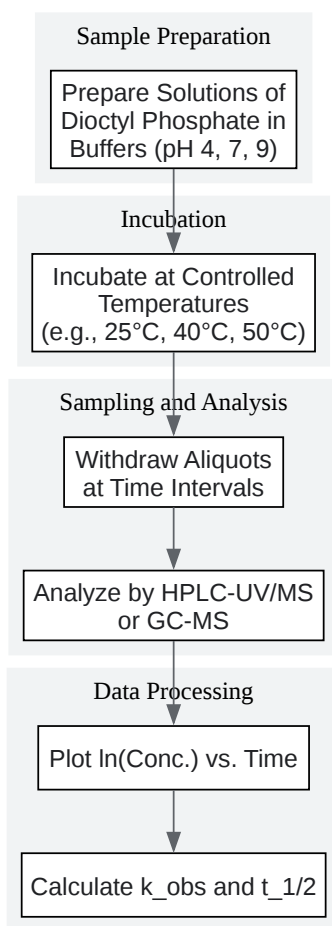 Sample Preparation
Prepare Solutions of
Dioctyl Phosphate in
Buffers (pH 4, 7, 9)
Incubation
Incubate at Controlled
Temperatures
(e.g., 25°C, 40°C, 50°C)
Sampling and Analysis
Withdraw Aliquots
at Time Intervals
Analyze by HPLC-UV/MS
or GC-MS
Data Processing
Plot ln(Conc.) vs. Time
Calculate k_obs and t_1/2